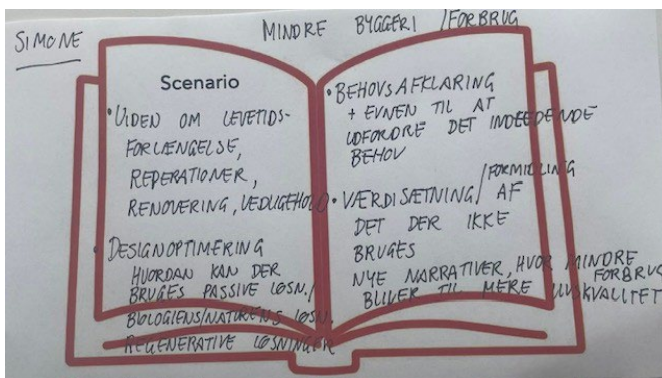 SIMONE
MINDRE BYGGERI / FORBRUG
Scenario
• VIDEN OM LEVETIDS-
FORLÆNGELSE,
REPERATIONER,
RENOVERING, VEDLIGEHOLD
• DESIGNOPTIMERING
HVORDAN KAN DER
BRUGES PASSIVE LØSN./
BIOLOGIENS/NATURENS LØSN.
REGENERATIVE LØSNINGER
• BEHOVSAFKLARING
+ EVNEN TIL AT
UDFORDRE DET INDLEDENDE
BEHOV
• VÆRDISÆTNING/FORMIDLING
AF
DET DER IKKE
BRUGES
NYE NARRATIVER, HVOR MINDRE
FORBRUG
BLIVER TIL MERE LIVSKVALITET